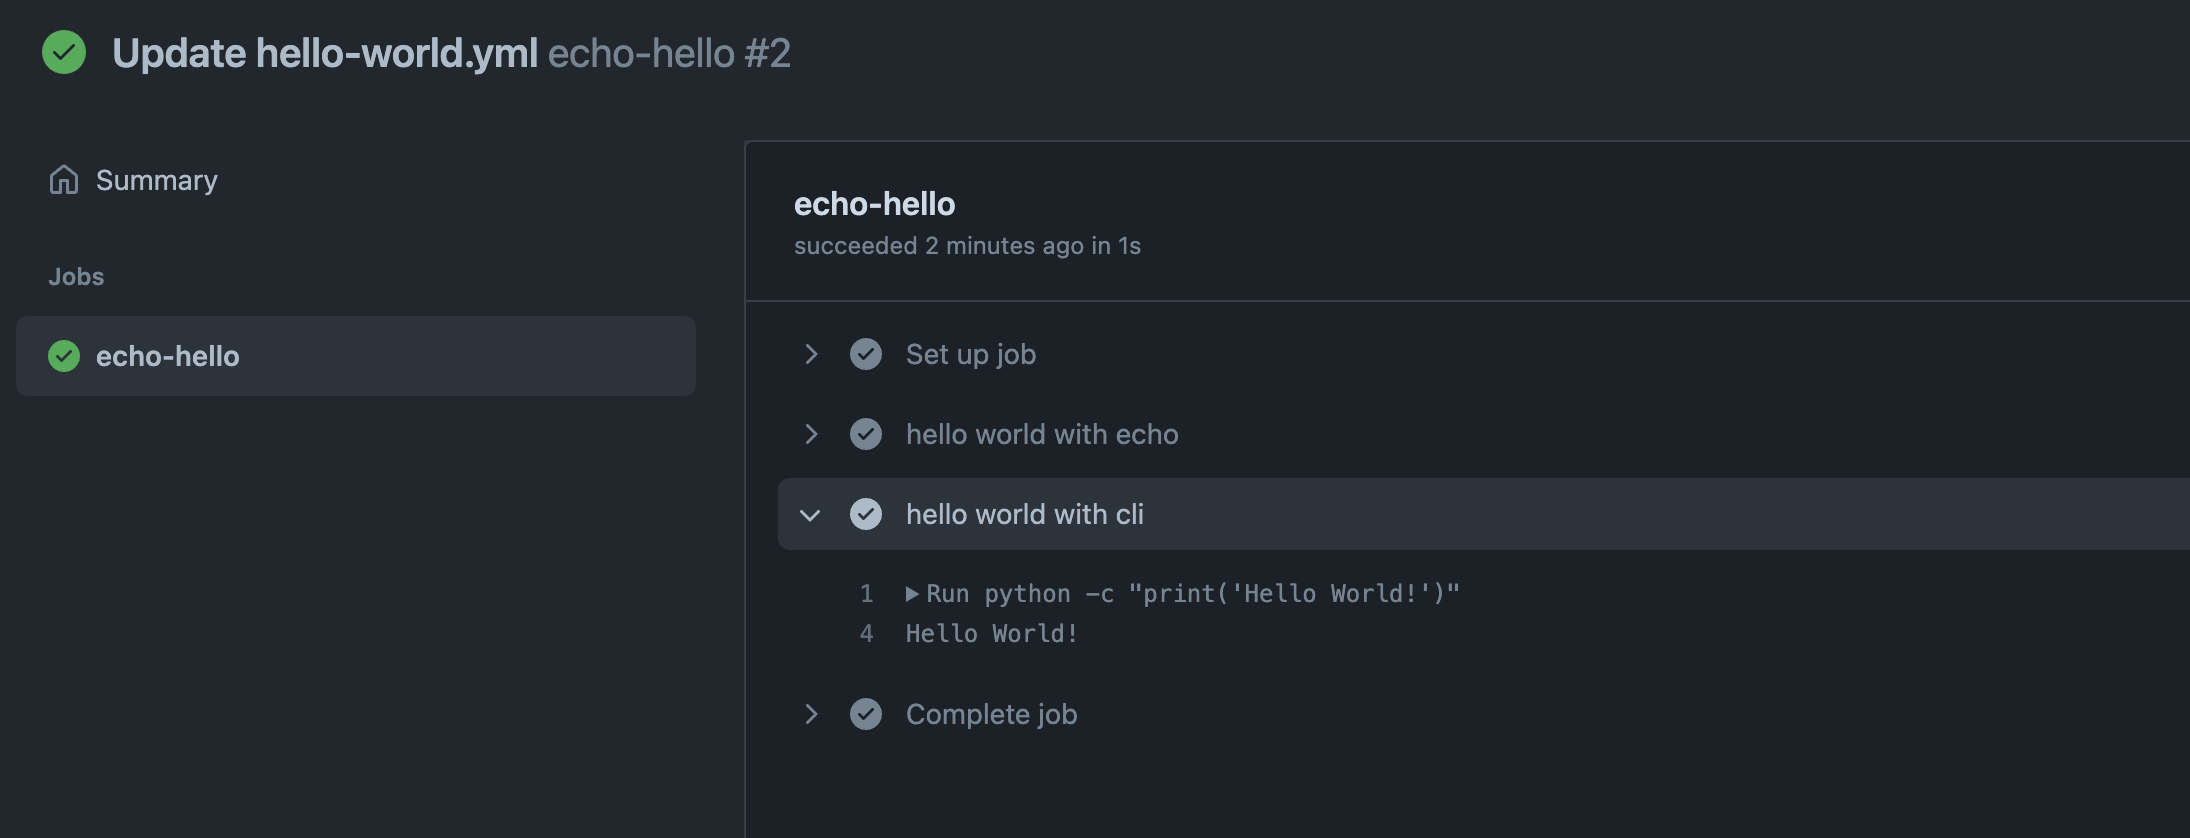 Update hello-world.yml echo-hello #2
Summary
Jobs
echo-hello
echo-hello
succeeded 2 minutes ago in 1s
Set up job
hello world with echo
hello world with cli
1 Run python -c "print('Hello World!')"
4 Hello World!
Complete job